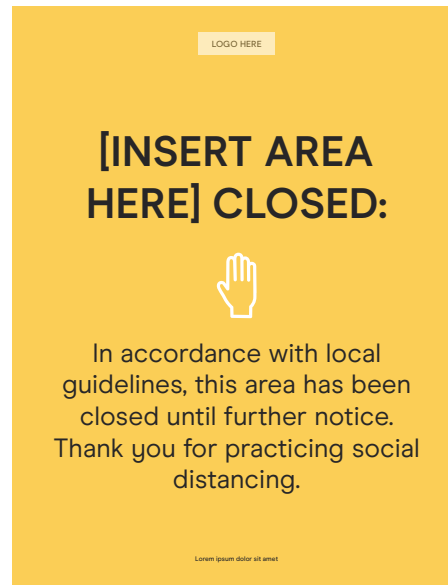 LOGO HERE
[INSERT AREA
HERE] CLOSED:
In accordance with local
guidelines, this area has been
closed until further notice.
Thank you for practicing social
distancing.
Lorem ipsum dolor sit amet